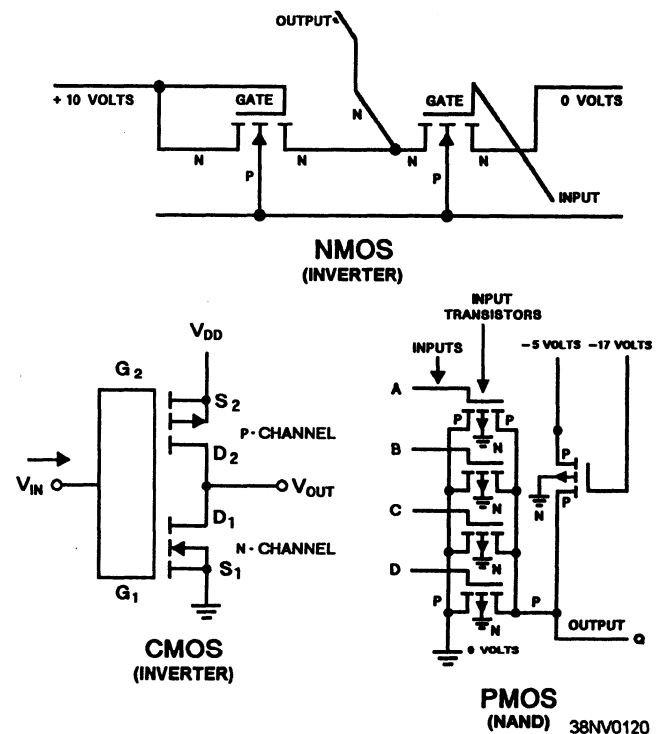 OUTPUT
+ 10 VOLTS
GATE
GATE
0 VOLTS
N
N
N
N
N
P
P
INPUT
NMOS
(INVERTER)
VDD
G2
S2
P - CHANNEL
D2
VIN
VOUT
D1
N - CHANNEL
S1
G1
CMOS
(INVERTER)
INPUT
TRANSISTORS
INPUTS
-5 VOLTS
-17 VOLTS
A
P
P
N
B
N
C
N
D
P
N
P
P
N
P
OUTPUT
Q
0 VOLTS
PMOS
(NAND)
38NV0120